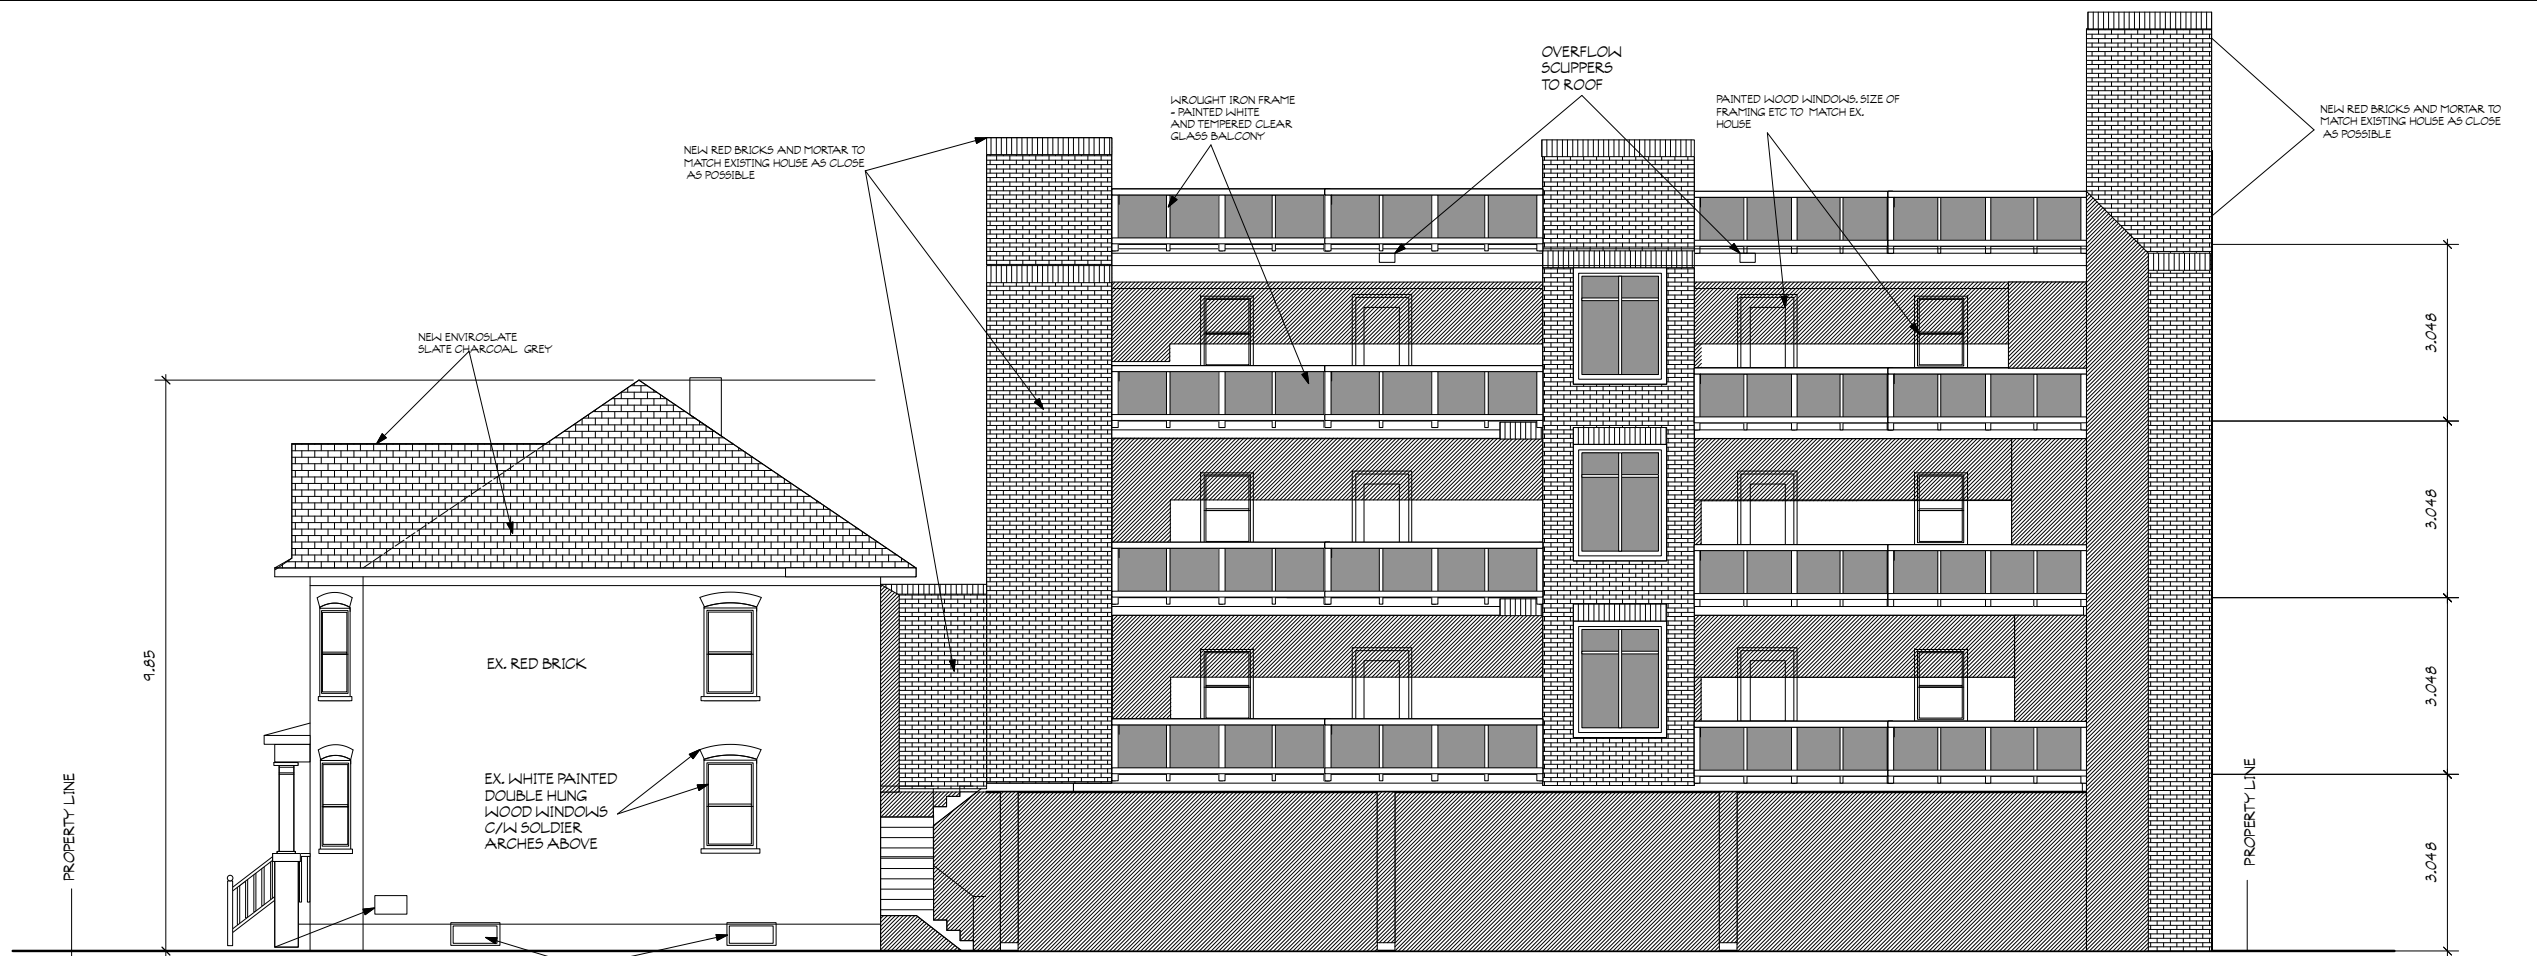 OVERFLOW
SCUPPERS
TO ROOF
WROUGHT IRON FRAME
- PAINTED WHITE
AND TEMPERED CLEAR
GLASS BALCONY
PAINTED WOOD WINDOWS. SIZE OF
FRAMING ETC TO MATCH EX.
HOUSE
NEW RED BRICKS AND MORTAR TO
MATCH EXISTING HOUSE AS CLOSE
AS POSSIBLE
NEW RED BRICKS AND MORTAR TO
MATCH EXISTING HOUSE AS CLOSE
AS POSSIBLE
NEW ENVIROSLATE
SLATE CHARCOAL GREY
3.048
3.048
3.048
3.048
9.85
EX. RED BRICK
EX. WHITE PAINTED
DOUBLE HUNG
WOOD WINDOWS
C/W SOLDIER
ARCHES ABOVE
PROPERTY LINE
PROPERTY LINE